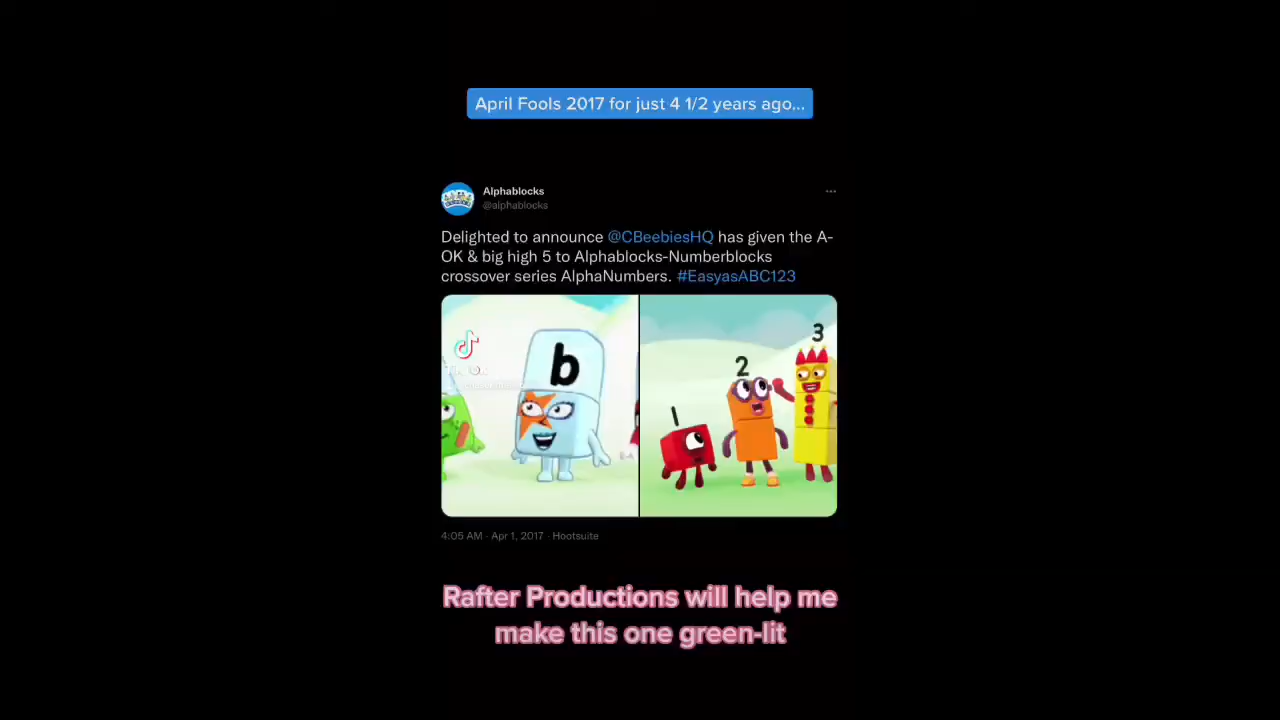 April Fools 2017 for just 4 1/2 years ago...
Alphablocks
@alphablocks
Delighted to announce @CBeebiesHQ has given the A-
OK & big high 5 to Alphablocks-Numberblocks
crossover series AlphaNumbers. #EasyasABC123
b
1
2
3
4:05 AM · Apr 1, 2017 · Hootsuite
Rafter Productions will help me
make this one green-lit